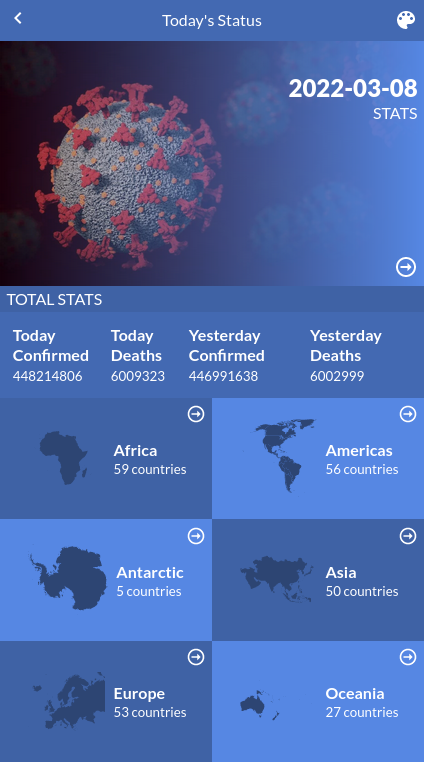 Today's Status
2022-03-08
STATS
TOTAL STATS
Today Confirmed
448214806
Today Deaths
6009323
Yesterday Confirmed
446991638
Yesterday Deaths
6002999
Africa
59 countries
Americas
56 countries
Antarctic
5 countries
Asia
50 countries
Europe
53 countries
Oceania
27 countries